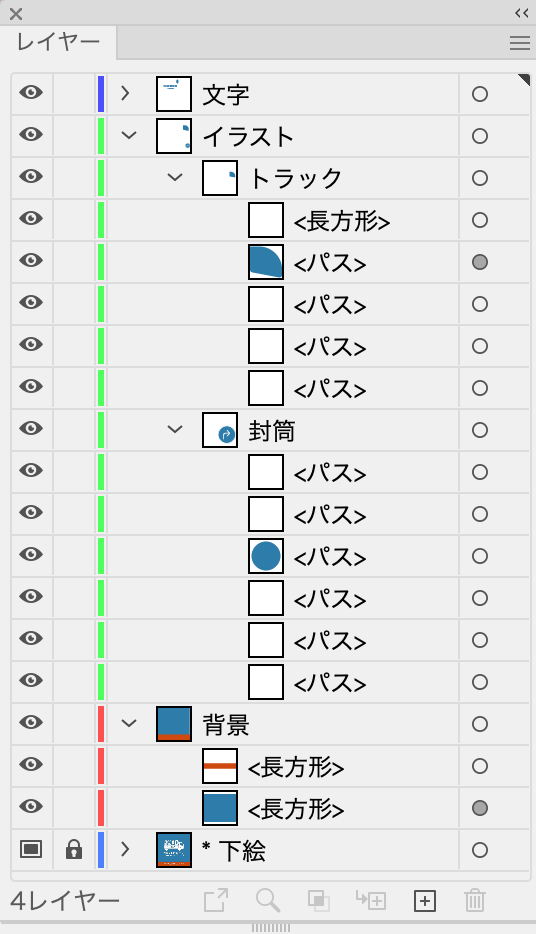 レイヤー
文字
イラスト
トラック
<長方形>
<パス>
<パス>
<パス>
<パス>
封筒
<パス>
<パス>
<パス>
<パス>
<パス>
<パス>
背景
<長方形>
<長方形>
* 下絵
4レイヤー